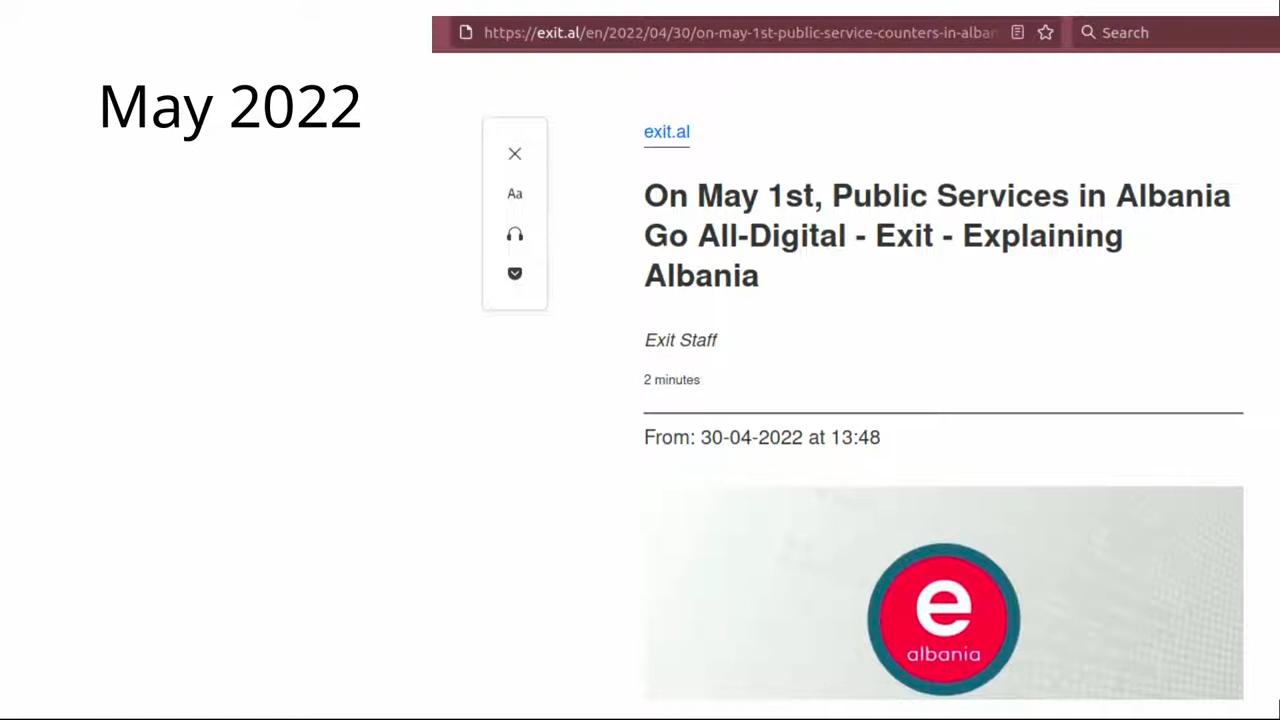 https://exit.al/en/2022/04/30/on-may-1st-public-service-counters-in-alban
Search
May 2022
Aa
exit.al
On May 1st, Public Services in Albania
Go All-Digital - Exit - Explaining
Albania
Exit Staff
2 minutes
From: 30-04-2022 at 13:48
e
albania